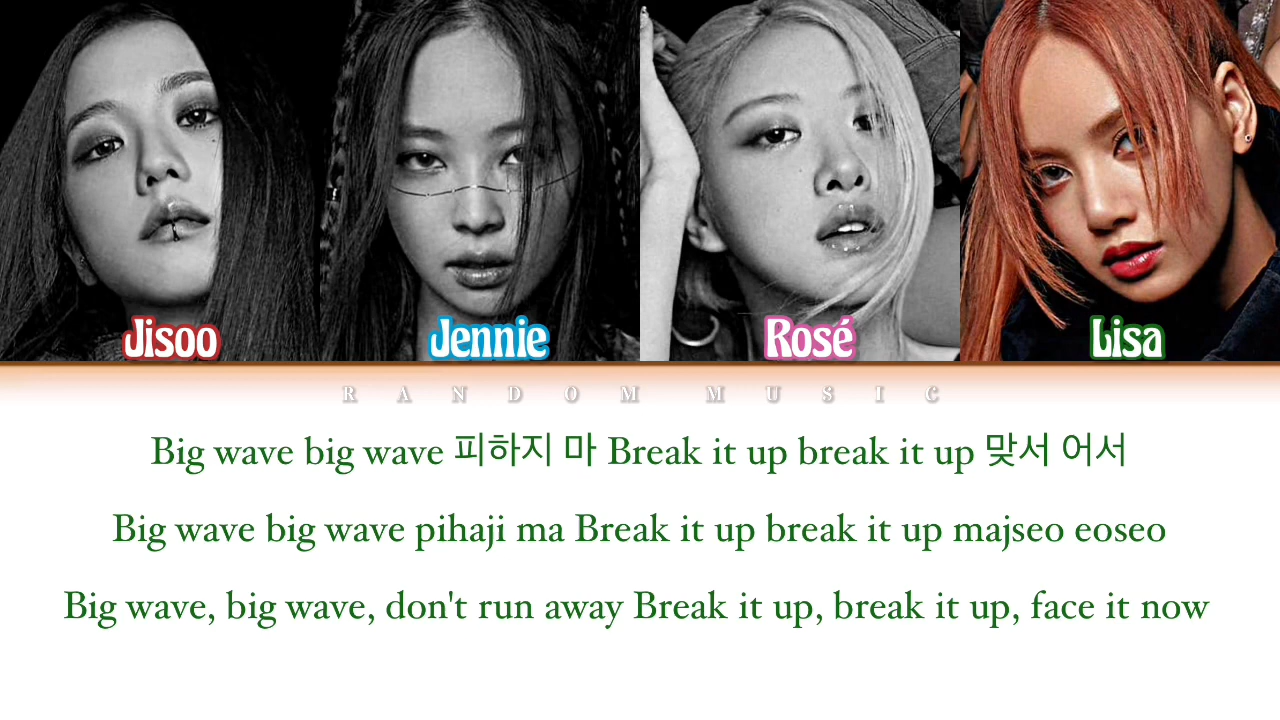 Jisoo Jennie Rosé Lisa
RANDOM MUSIC
Big wave big wave 피하지 마 Break it up break it up 맞서 어서
Big wave big wave pihaji ma Break it up break it up majseo eoseo
Big wave, big wave, don't run away Break it up, break it up, face it now